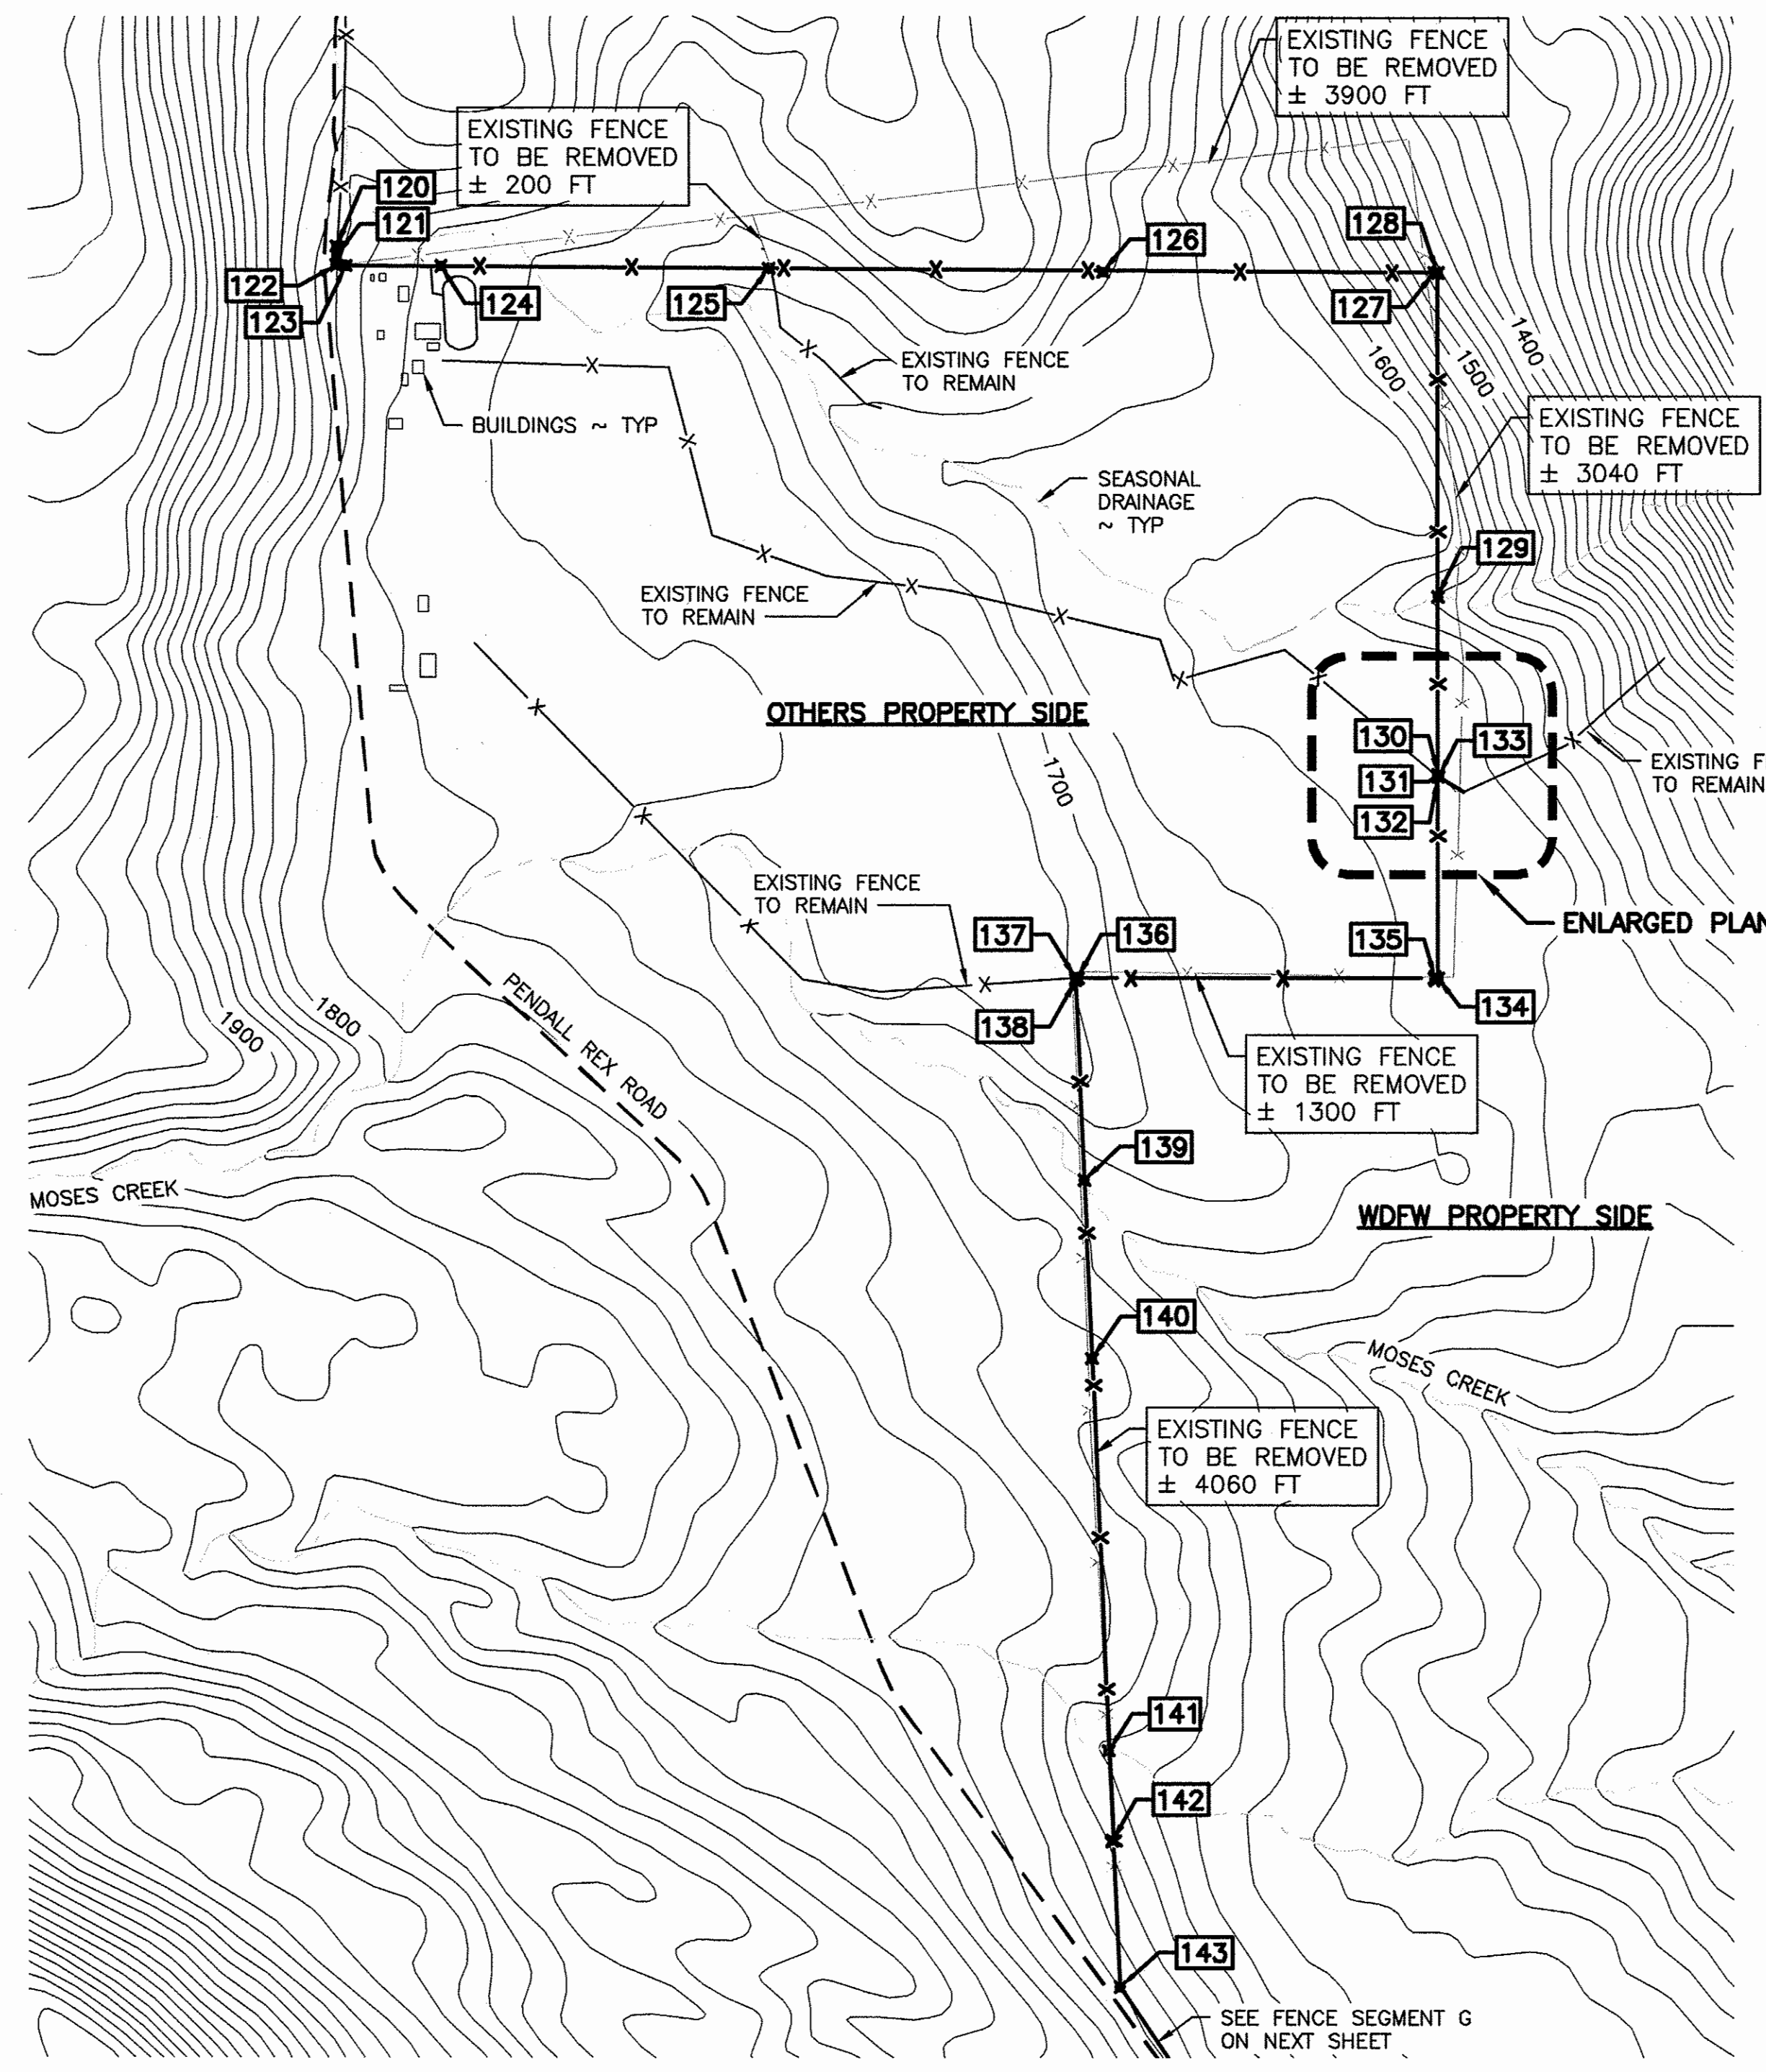 EXISTING FENCE
TO BE REMOVED
± 3900 FT
EXISTING FENCE
TO BE REMOVED
± 200 FT
120
121
122
123
124
125
126
128
127
1400
1500
1600
EXISTING FENCE
TO REMAIN
BUILDINGS ~ TYP
EXISTING FENCE
TO BE REMOVED
± 3040 FT
SEASONAL
DRAINAGE
~ TYP
129
EXISTING FENCE
TO REMAIN
OTHERS PROPERTY SIDE
130
133
131
132
EXISTING F
TO REMAIN
1700
EXISTING FENCE
TO REMAIN
ENLARGED PLAN
137
136
135
138
134
PENDALL REX ROAD
1900
1800
EXISTING FENCE
TO BE REMOVED
± 1300 FT
139
MOSES CREEK
WDFW PROPERTY SIDE
140
MOSES CREEK
EXISTING FENCE
TO BE REMOVED
± 4060 FT
141
142
143
SEE FENCE SEGMENT G
ON NEXT SHEET